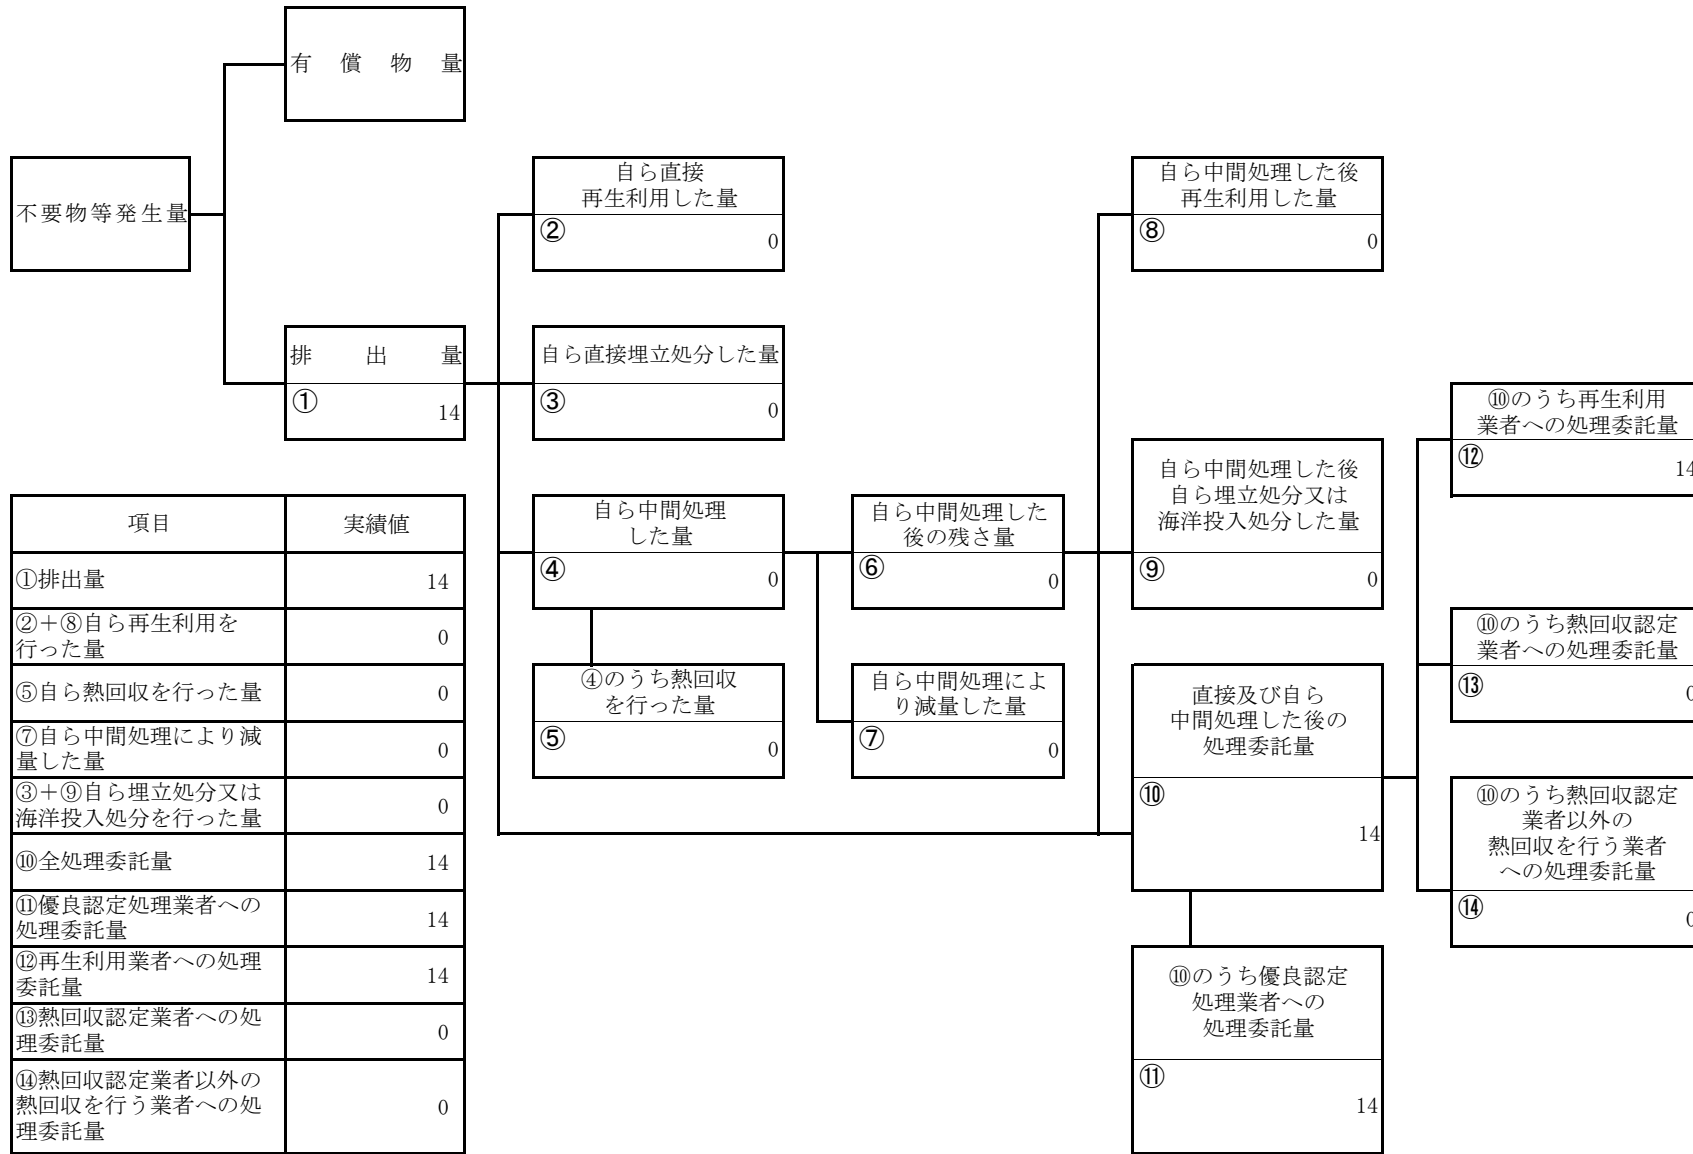 有償物量
不要物等発生量
排出量
①
14
自ら直接
再生利用した量
②
0
自ら直接埋立処分した量
③
0
自ら中間処理
した量
④
0
④のうち熱回収
を行った量
⑤
0
自ら中間処理した
後の残さ量
⑥
0
自ら中間処理によ
り減量した量
⑦
0
自ら中間処理した後
再生利用した量
⑧
0
自ら中間処理した後
自ら埋立処分又は
海洋投入処分した量
⑨
0
直接及び自ら
中間処理した後の
処理委託量
⑩
14
⑩のうち優良認定
処理業者への
処理委託量
⑪
14
⑩のうち再生利用
業者への処理委託量
⑫
14
⑩のうち熱回収認定
業者への処理委託量
⑬
0
⑩のうち熱回収認定
業者以外の
熱回収を行う業者
への処理委託量
⑭
0
項目 実績値
①排出量 14
②＋⑧自ら再生利用を
行った量 0
⑤自ら熱回収を行った量 0
⑦自ら中間処理により減
量した量 0
③＋⑨自ら埋立処分又は
海洋投入処分を行った量 0
⑩全処理委託量 14
⑪優良認定処理業者への
処理委託量 14
⑫再生利用業者への処理
委託量 14
⑬熱回収認定業者への処
理委託量 0
⑭熱回収認定業者以外の
熱回収を行う業者への処
理委託量 0